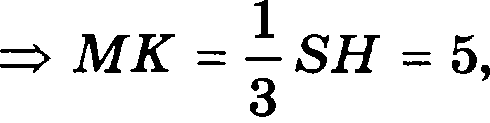 ⇒ MK = 1/3 SH = 5,